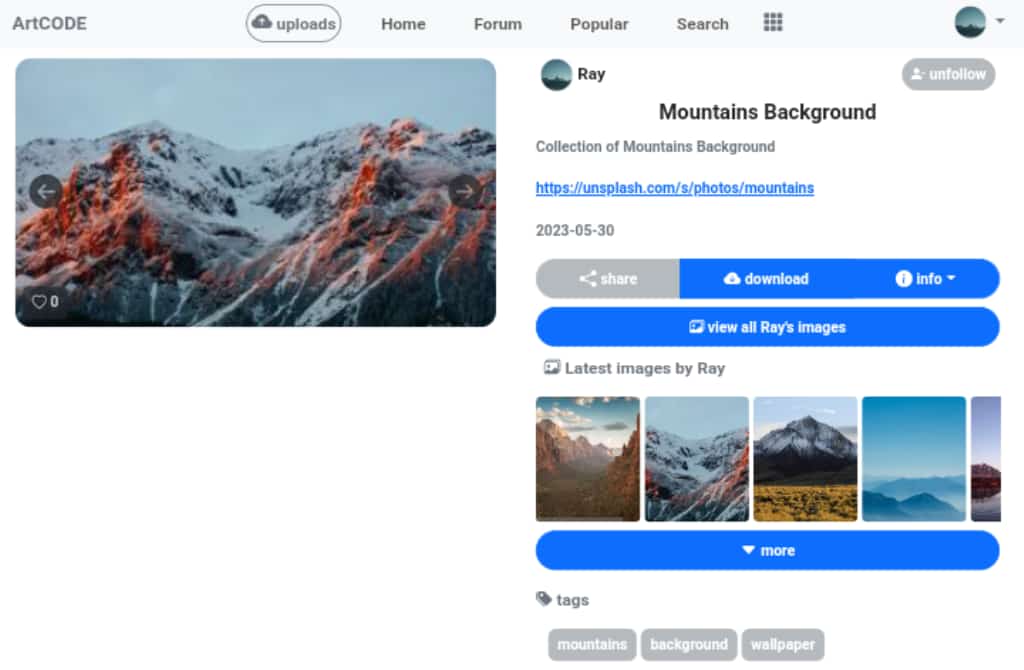 ArtCODE uploads Home Forum Popular Search
Ray unfollow
Mountains Background
Collection of Mountains Background
https://unsplash.com/s/photos/mountains
2023-05-30
share download info
0
view all Ray's images
Latest images by Ray
more
tags
mountains background wallpaper